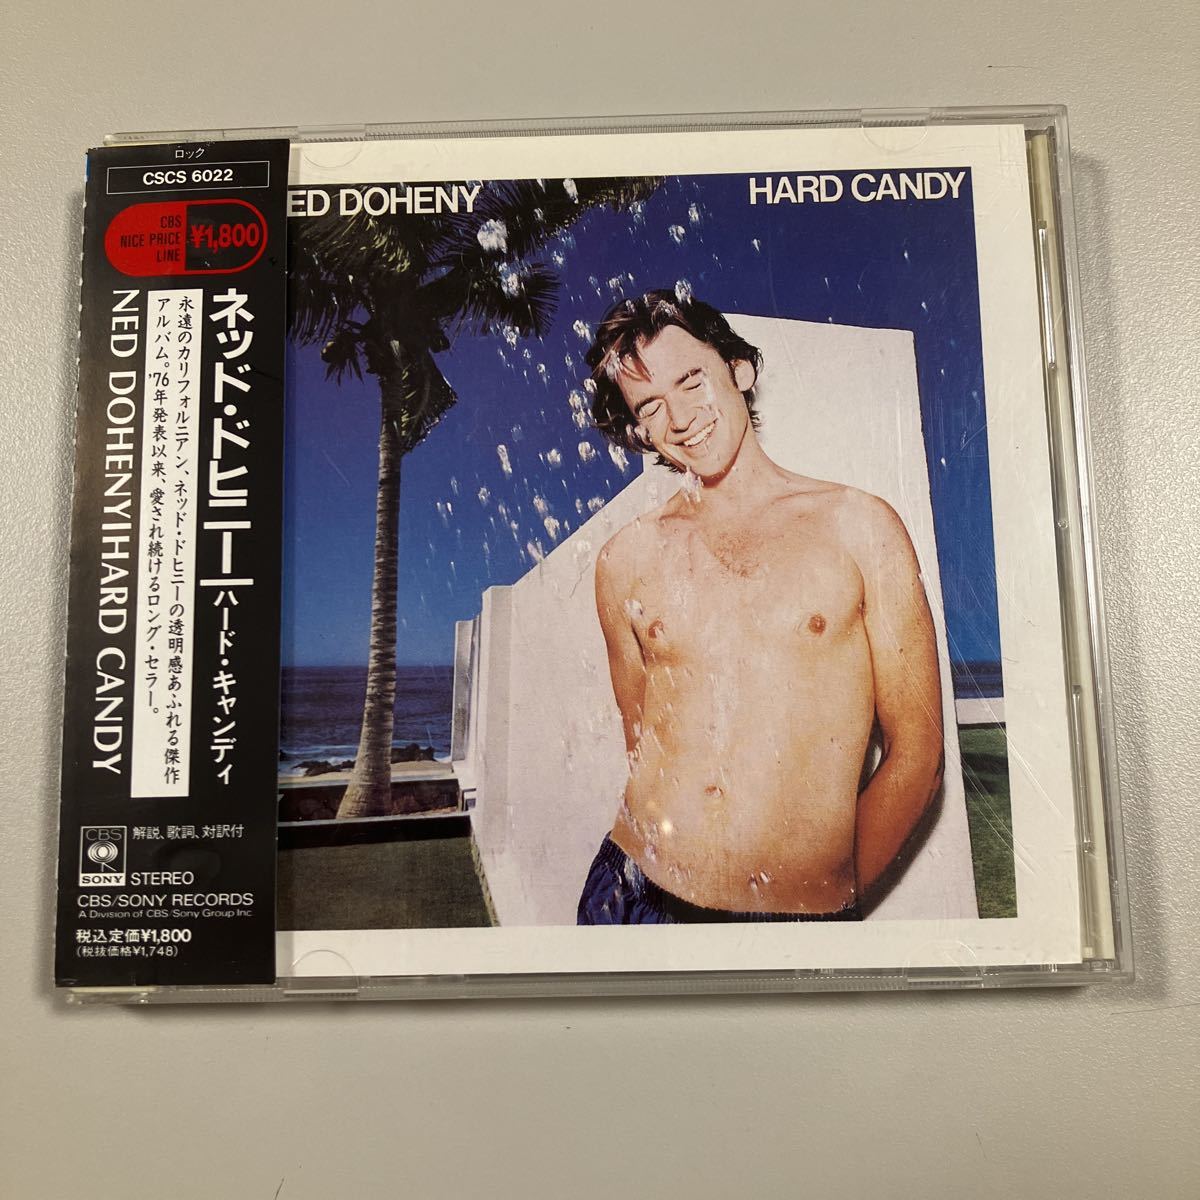 ロック
CSCS 6022
CBS
NICE PRICE
LINE
¥1,800
ネッド・ドヒニー/ハード・キャンディ
永遠のカリフォルニアン、ネッド・ドヒニーの透明感あふれる傑作
アルバム。'76年発表以来、愛され続けるロング・セラー。
NED DOHENY/HARD CANDY
CBS
SONY
解説、歌詞、対訳付
STEREO
CBS/SONY RECORDS
A Division of CBS/Sony Group Inc.
税込定価¥1,800
(税抜価格¥1,748)
ED DOHENY
HARD CANDY